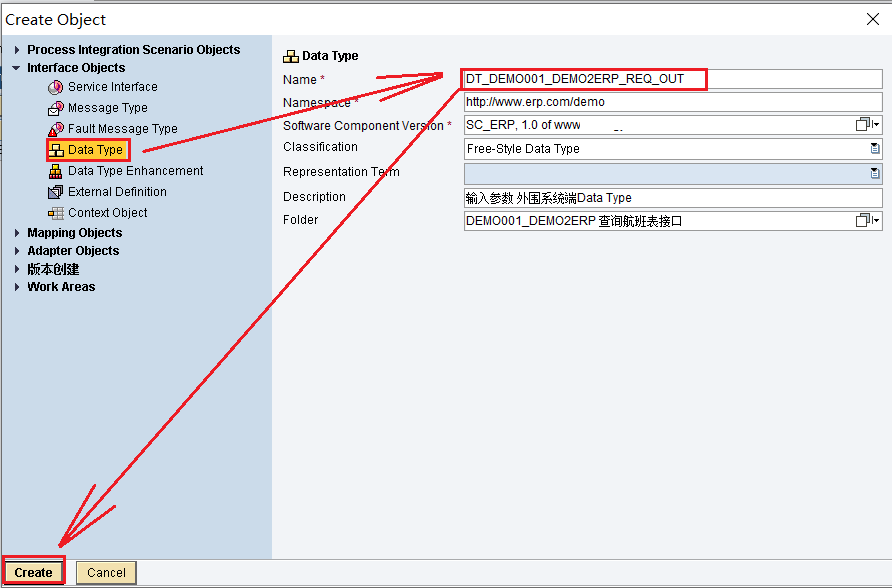 Create Object
Process Integration Scenario Objects
Interface Objects
Service Interface
Message Type
Fault Message Type
Data Type
Data Type Enhancement
External Definition
Context Object
Mapping Objects
Adapter Objects
版本创建
Work Areas
Data Type
Name * DT_DEMO001_DEMO2ERP_REQ_OUT
Namespace * http://www.erp.com/demo
Software Component Version * SC_ERP, 1.0 of www
Classification Free-Style Data Type
Representation Term
Description 输入参数 外围系统端Data Type
Folder DEMO001_DEMO2ERP 查询航班表接口
Create Cancel